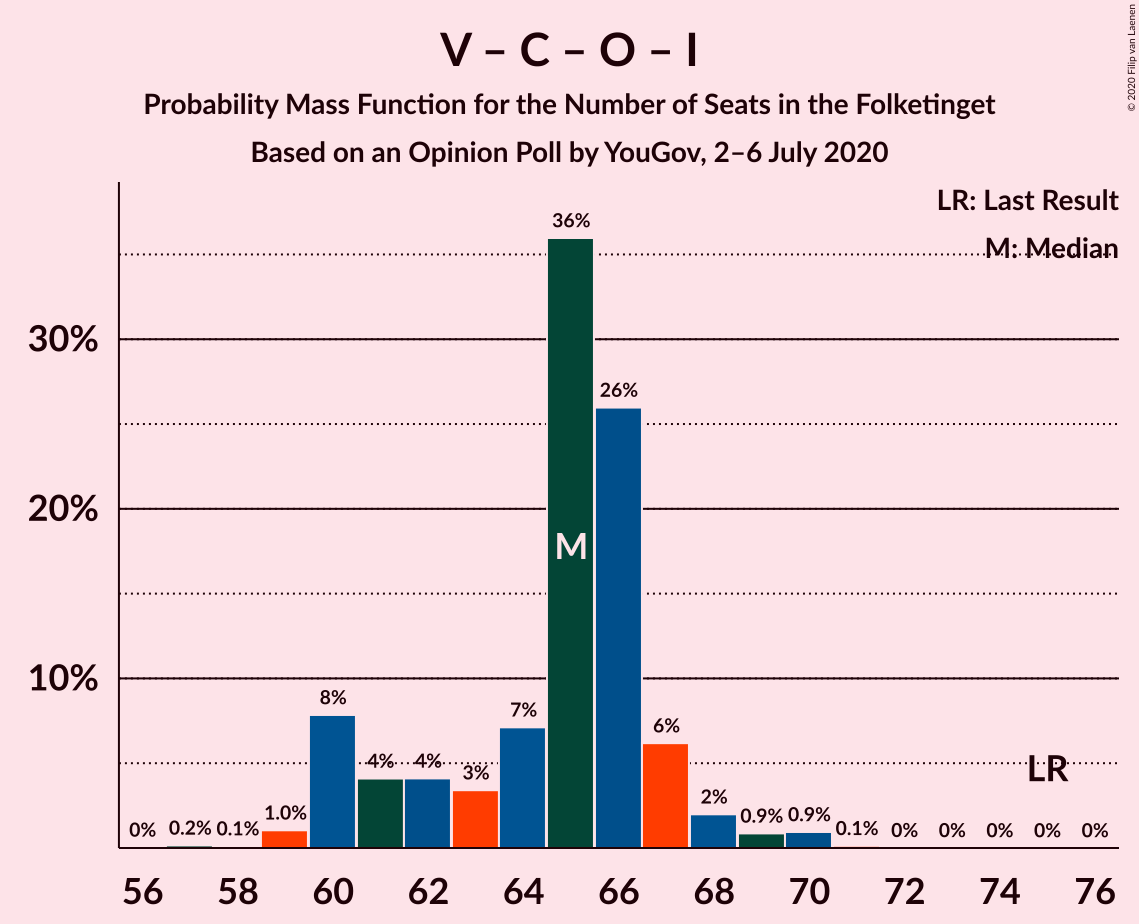 V – C – O – I
Probability Mass Function for the Number of Seats in the Folketinget
Based on an Opinion Poll by YouGov, 2–6 July 2020
© 2020 Filip van Laenen
LR: Last Result
M: Median
30%
20%
10%
0% 0.2% 0.1% 1.0% 8% 4% 4% 3% 7% 36% 26% 6% 2% 0.9% 0.9% 0.1% 0% 0% 0% 0% 0%
M
LR
56 58 60 62 64 66 68 70 72 74 76